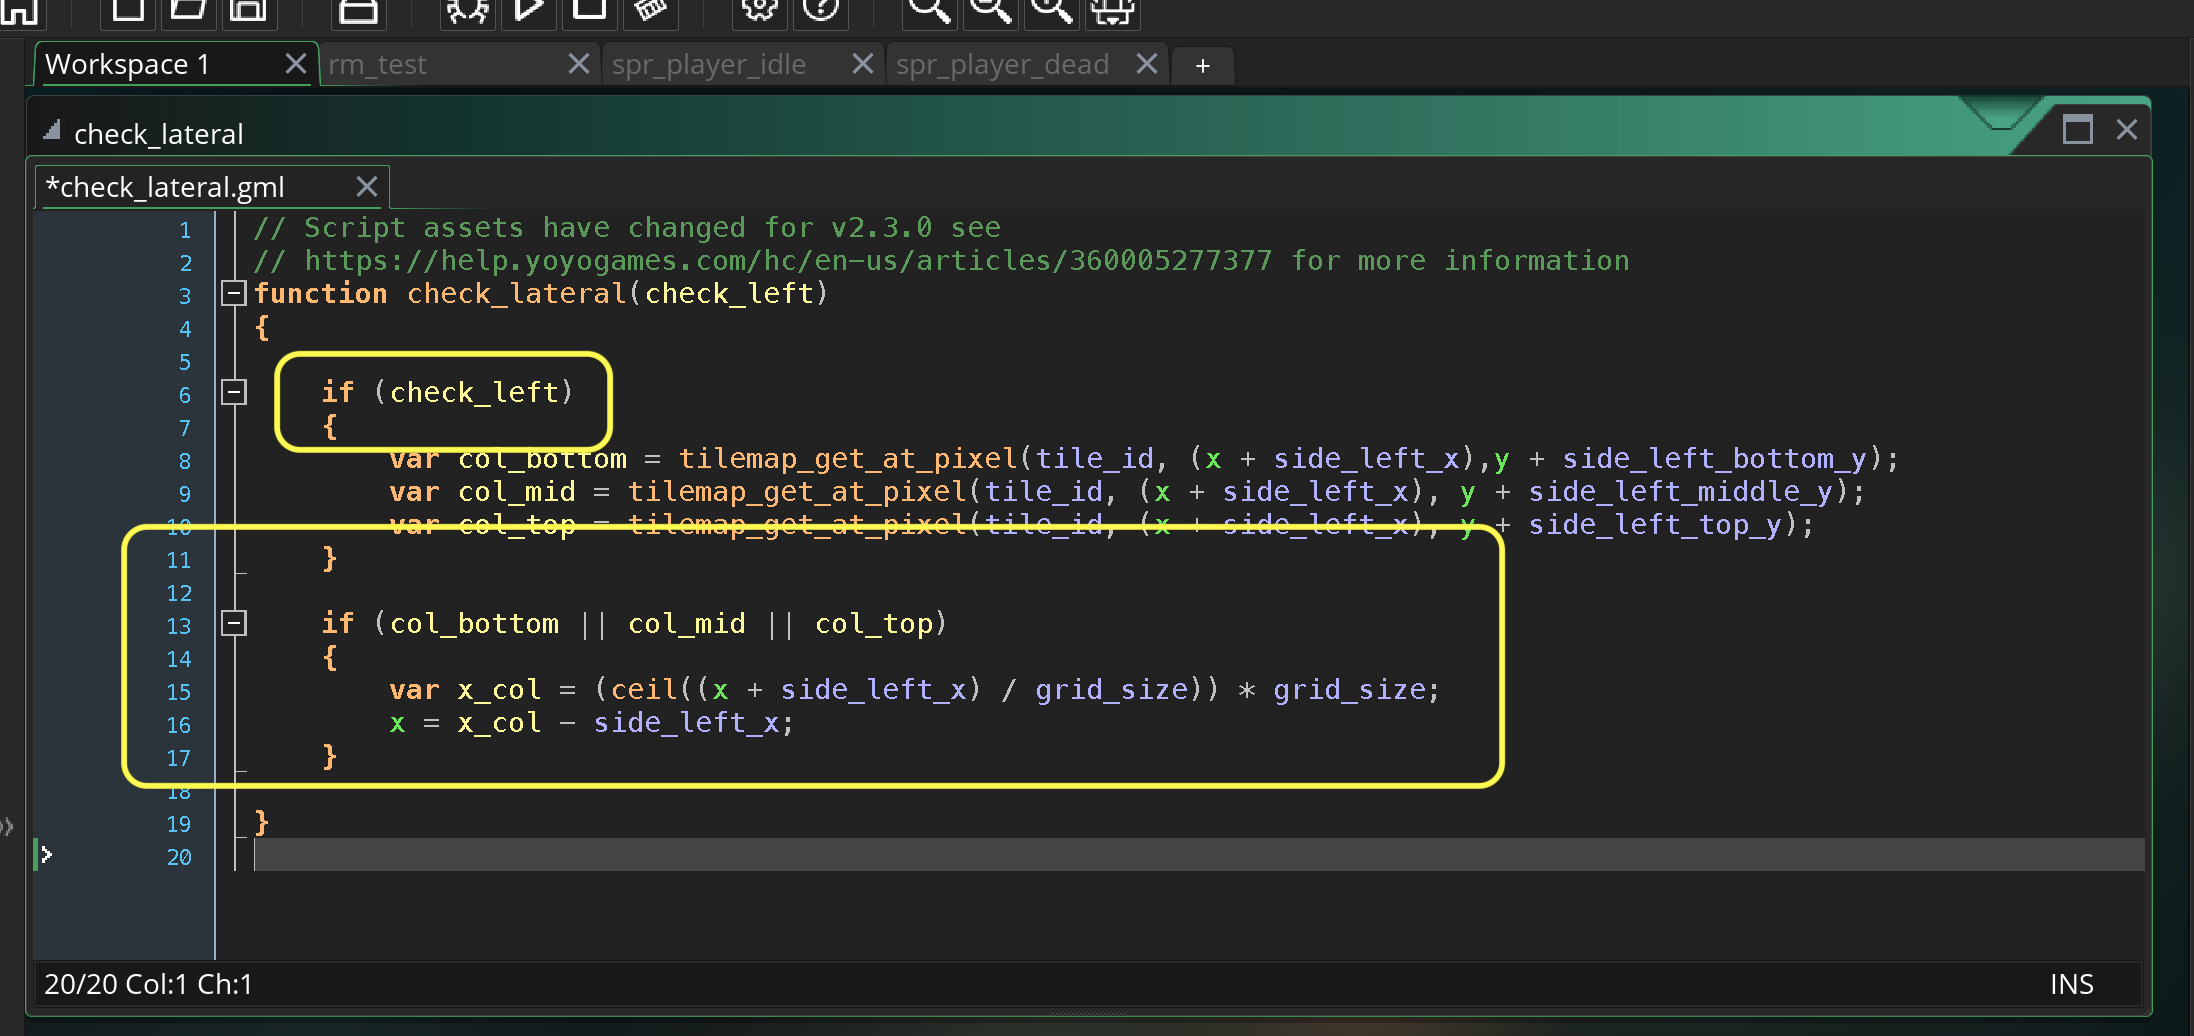 Workspace 1
rm_test
spr_player_idle
spr_player_dead
+
check_lateral
*check_lateral.gml
1 // Script assets have changed for v2.3.0 see
2 // https://help.yoyogames.com/hc/en-us/articles/360005277377 for more information
3 function check_lateral(check_left)
4 {
5
6 if (check_left)
7 {
8 var col_bottom = tilemap_get_at_pixel(tile_id, (x + side_left_x),y + side_left_bottom_y);
9 var col_mid = tilemap_get_at_pixel(tile_id, (x + side_left_x), y + side_left_middle_y);
10 var col_top = tilemap_get_at_pixel(tile_id, (x + side_left_x), y + side_left_top_y);
11 }
12
13 if (col_bottom || col_mid || col_top)
14 {
15 var x_col = (ceil((x + side_left_x) / grid_size)) * grid_size;
16 x = x_col - side_left_x;
17 }
18
19 }
20
20/20 Col:1 Ch:1
INS